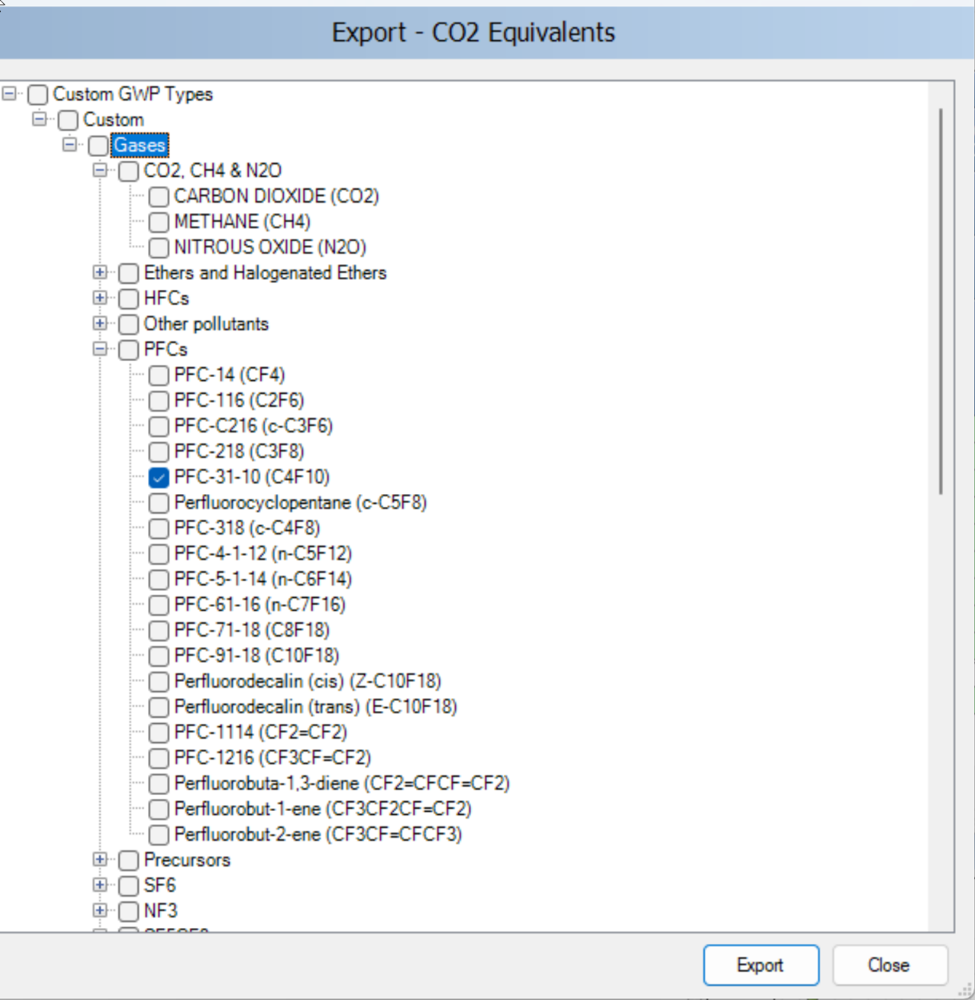 Export - CO2 Equivalents
Custom GWP Types
Custom
Gases
CO2, CH4 & N2O
CARBON DIOXIDE (CO2)
METHANE (CH4)
NITROUS OXIDE (N2O)
Ethers and Halogenated Ethers
HFCs
Other pollutants
PFCs
PFC-14 (CF4)
PFC-116 (C2F6)
PFC-C216 (c-C3F6)
PFC-218 (C3F8)
PFC-31-10 (C4F10)
Perfluorocyclopentane (c-C5F8)
PFC-318 (c-C4F8)
PFC-4-1-12 (n-C5F12)
PFC-5-1-14 (n-C6F14)
PFC-61-16 (n-C7F16)
PFC-71-18 (C8F18)
PFC-91-18 (C10F18)
Perfluorodecalin (cis) (Z-C10F18)
Perfluorodecalin (trans) (E-C10F18)
PFC-1114 (CF2=CF2)
PFC-1216 (CF3CF=CF2)
Perfluorobuta-1,3-diene (CF2=CFCF=CF2)
Perfluorobut-1-ene (CF3CF2CF=CF2)
Perfluorobut-2-ene (CF3CF=CFCF3)
Precursors
SF6
NF3
Export
Close